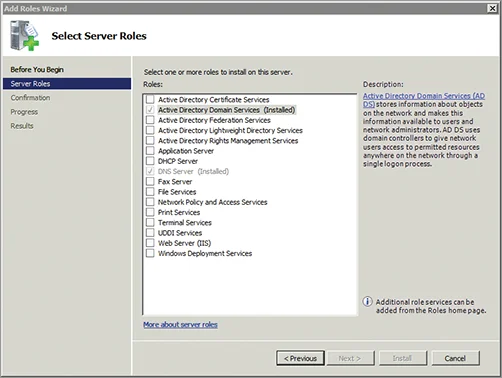 Add Roles Wizard
Select Server Roles
Before You Begin
Server Roles
Confirmation
Progress
Results
Select one or more roles to install on this server.
Roles:
Active Directory Certificate Services
Active Directory Domain Services (Installed)
Active Directory Federation Services
Active Directory Lightweight Directory Services
Active Directory Rights Management Services
Application Server
DHCP Server
DNS Server (Installed)
Fax Server
File Services
Network Policy and Access Services
Print Services
Terminal Services
UDDI Services
Web Server (IIS)
Windows Deployment Services
More about server roles
Description:
Active Directory Domain Services (AD
DS) stores information about objects
on the network and makes this
information available to users and
network administrators. AD DS uses
domain controllers to give network
users access to permitted resources
anywhere on the network through a
single logon process.
Additional role services can be
added from the Roles home page.
< Previous
Next >
Install
Cancel